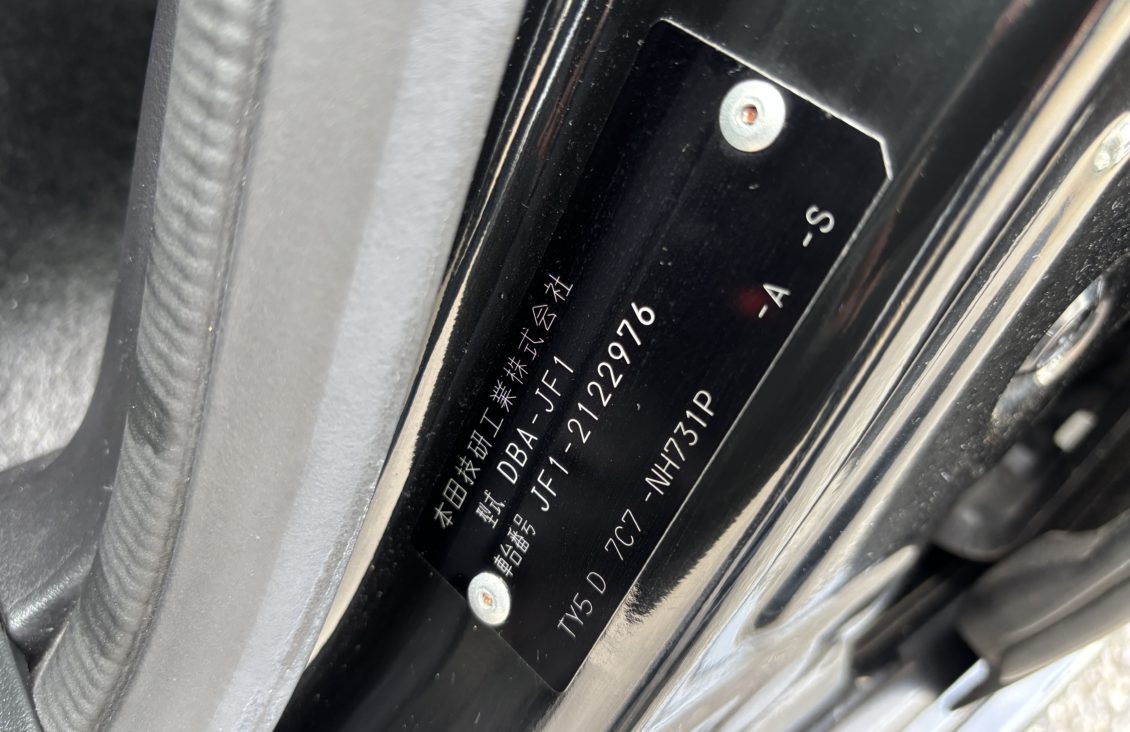 本田技研工業株式会社
型式 DBA-JF1
車台番号 JF1-2122976
-A -S
TY5 D 7C7 -NH731P